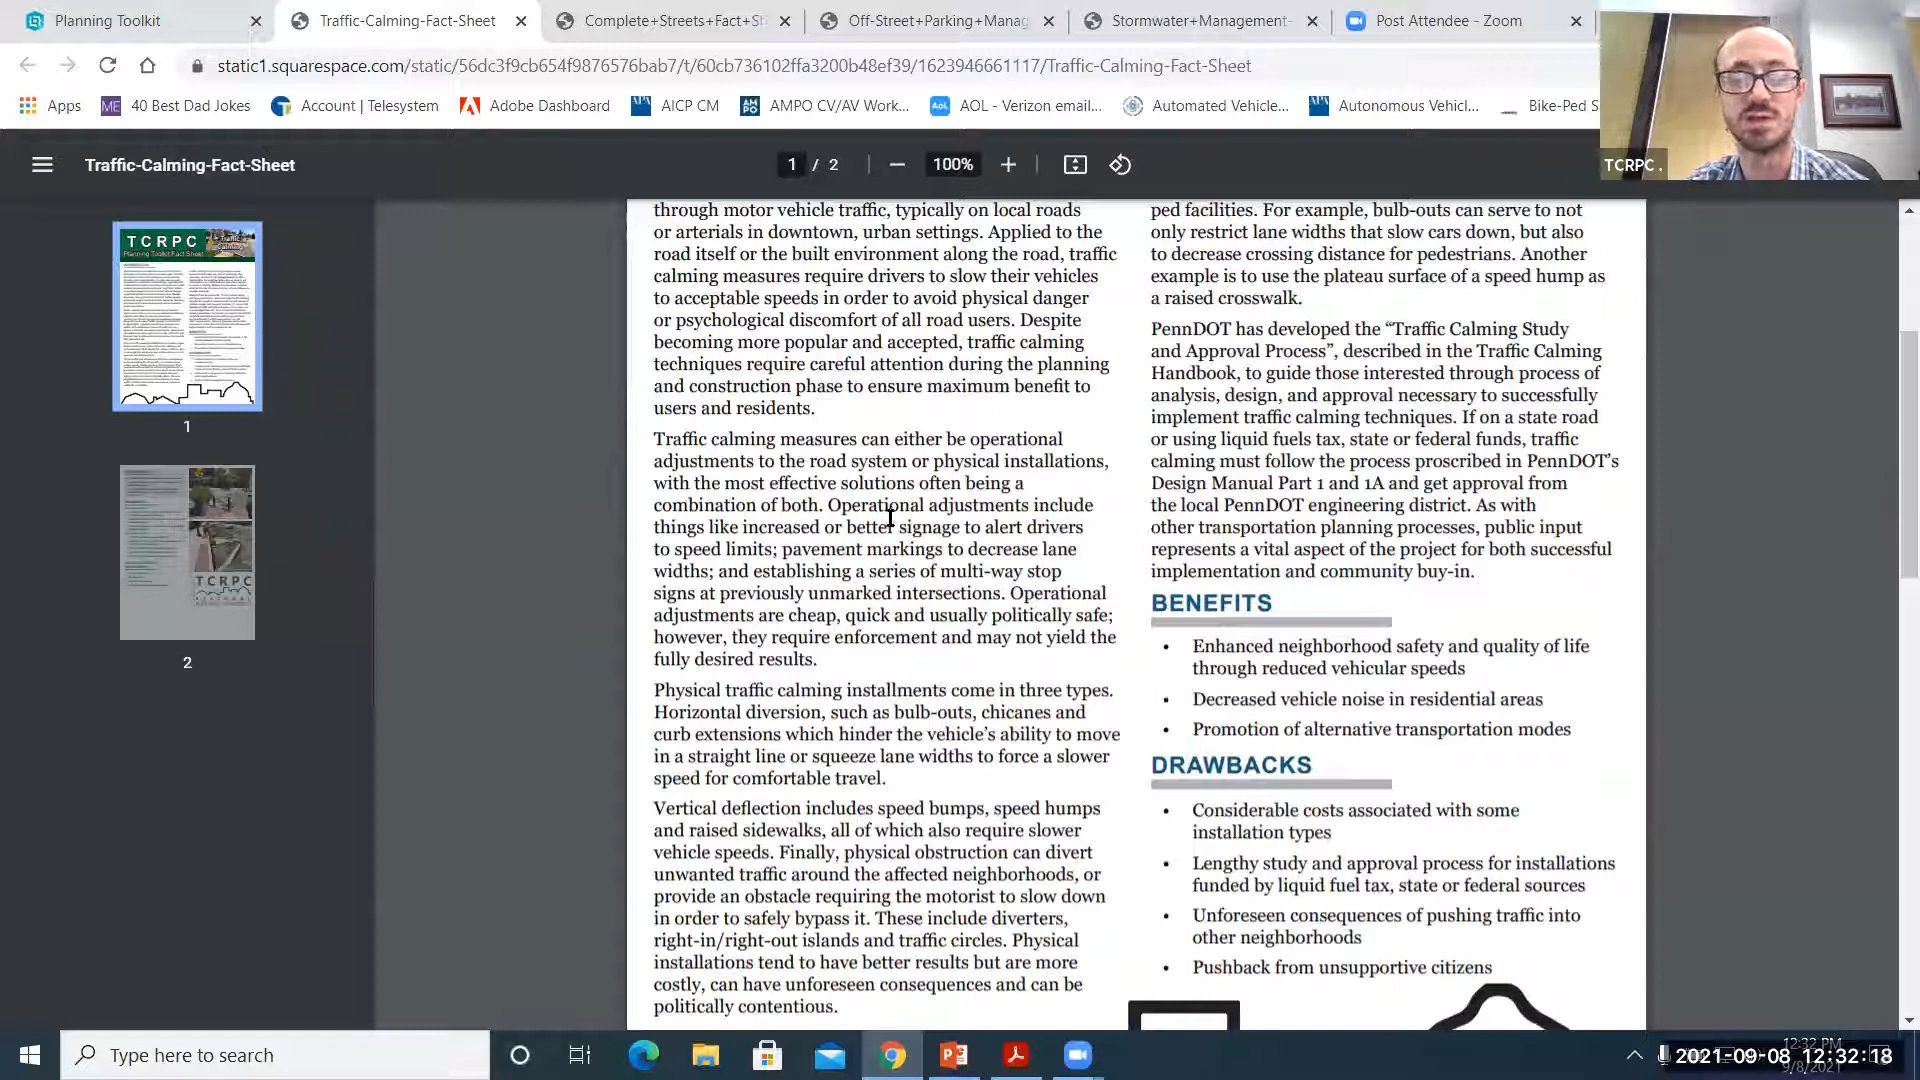 Planning Toolkit
Traffic-Calming-Fact-Sheet
Complete+Streets+Fact+S
Off-Street+Parking+Manag
Stormwater+Management-
Post Attendee - Zoom
static1.squarespace.com/static/56dc3f9cb654f9876576bab7/t/60cb736102ffa3200b48ef39/1623946661117/Traffic-Calming-Fact-Sheet
Apps
40 Best Dad Jokes
Account | Telesystem
Adobe Dashboard
AICP CM
AMPO CV/AV Work...
AOL - Verizon email...
Automated Vehicle...
Autonomous Vehicl...
Bike-Ped S
TCRPC .
Traffic-Calming-Fact-Sheet
1 / 2
100%
TCRPC
Planning Toolkit Fact Sheet
Traffic
Calming
1
TCRPC
2
through motor vehicle traffic, typically on local roads
or arterials in downtown, urban settings. Applied to the
road itself or the built environment along the road, traffic
calming measures require drivers to slow their vehicles
to acceptable speeds in order to avoid physical danger
or psychological discomfort of all road users. Despite
becoming more popular and accepted, traffic calming
techniques require careful attention during the planning
and construction phase to ensure maximum benefit to
users and residents.
Traffic calming measures can either be operational
adjustments to the road system or physical installations,
with the most effective solutions often being a
combination of both. Operational adjustments include
things like increased or better signage to alert drivers
to speed limits; pavement markings to decrease lane
widths; and establishing a series of multi-way stop
signs at previously unmarked intersections. Operational
adjustments are cheap, quick and usually politically safe;
however, they require enforcement and may not yield the
fully desired results.
Physical traffic calming installments come in three types.
Horizontal diversion, such as bulb-outs, chicanes and
curb extensions which hinder the vehicle's ability to move
in a straight line or squeeze lane widths to force a slower
speed for comfortable travel.
Vertical deflection includes speed bumps, speed humps
and raised sidewalks, all of which also require slower
vehicle speeds. Finally, physical obstruction can divert
unwanted traffic around the affected neighborhoods, or
provide an obstacle requiring the motorist to slow down
in order to safely bypass it. These include diverters,
right-in/right-out islands and traffic circles. Physical
installations tend to have better results but are more
costly, can have unforeseen consequences and can be
politically contentious.
ped facilities. For example, bulb-outs can serve to not
only restrict lane widths that slow cars down, but also
to decrease crossing distance for pedestrians. Another
example is to use the plateau surface of a speed hump as
a raised crosswalk.
PennDOT has developed the “Traffic Calming Study
and Approval Process”, described in the Traffic Calming
Handbook, to guide those interested through process of
analysis, design, and approval necessary to successfully
implement traffic calming techniques. If on a state road
or using liquid fuels tax, state or federal funds, traffic
calming must follow the process proscribed in PennDOT's
Design Manual Part 1 and 1A and get approval from
the local PennDOT engineering district. As with
other transportation planning processes, public input
represents a vital aspect of the project for both successful
implementation and community buy-in.
BENEFITS
• Enhanced neighborhood safety and quality of life
through reduced vehicular speeds
• Decreased vehicle noise in residential areas
• Promotion of alternative transportation modes
DRAWBACKS
• Considerable costs associated with some
installation types
• Lengthy study and approval process for installations
funded by liquid fuel tax, state or federal sources
• Unforeseen consequences of pushing traffic into
other neighborhoods
• Pushback from unsupportive citizens
Type here to search
12:32 PM
2021-09-08 12:32:18
9/8/2021